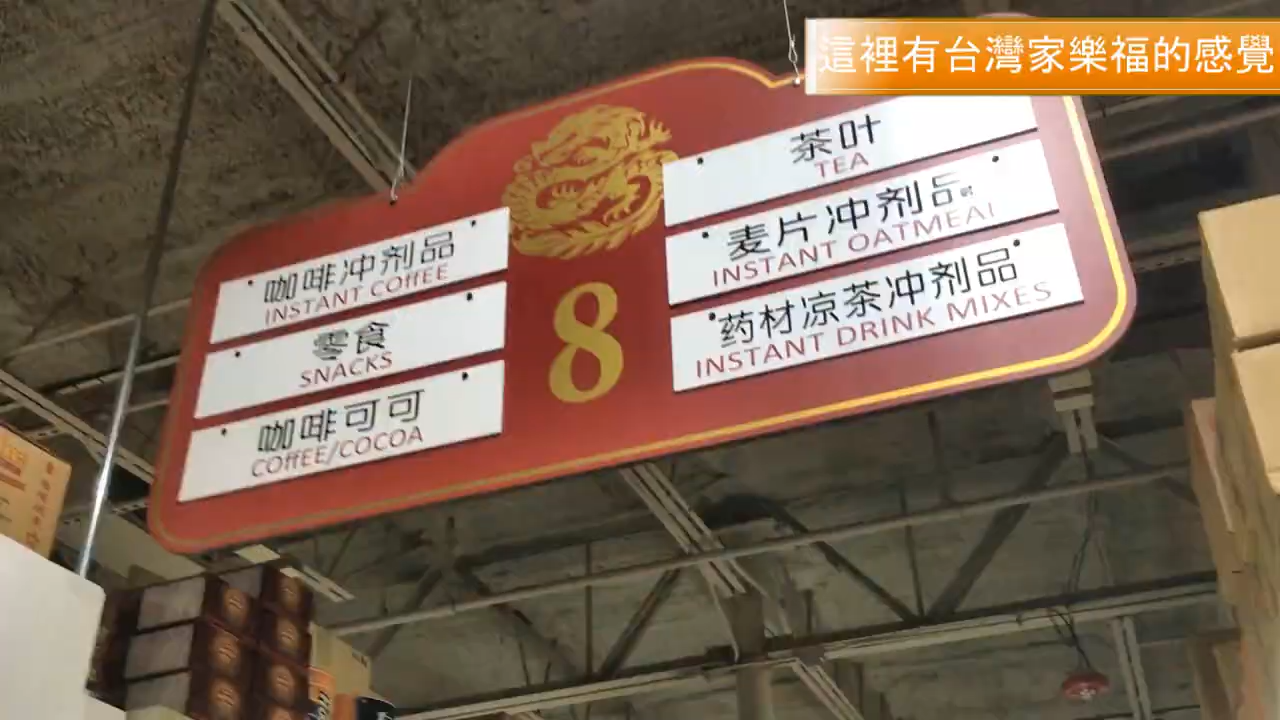 這裡有台灣家樂福的感覺
咖啡冲剂品
INSTANT COffEE
零食
SNACKS
咖啡可可
COffEE/COCOA
8
茶叶
TEA
麦片冲剂品
INSTANT OATMEAL
药材凉茶冲剂品
INSTANT DRINK MIXES